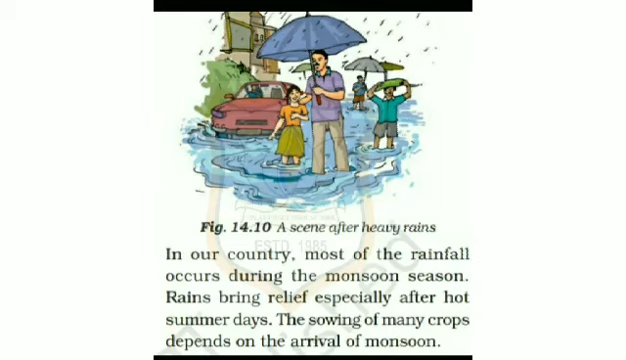 Fig. 14.10 A scene after heavy rains
ESTD 1985
In our country, most of the rainfall
occurs during the monsoon season.
Rains bring relief especially after hot
summer days. The sowing of many crops
depends on the arrival of monsoon.